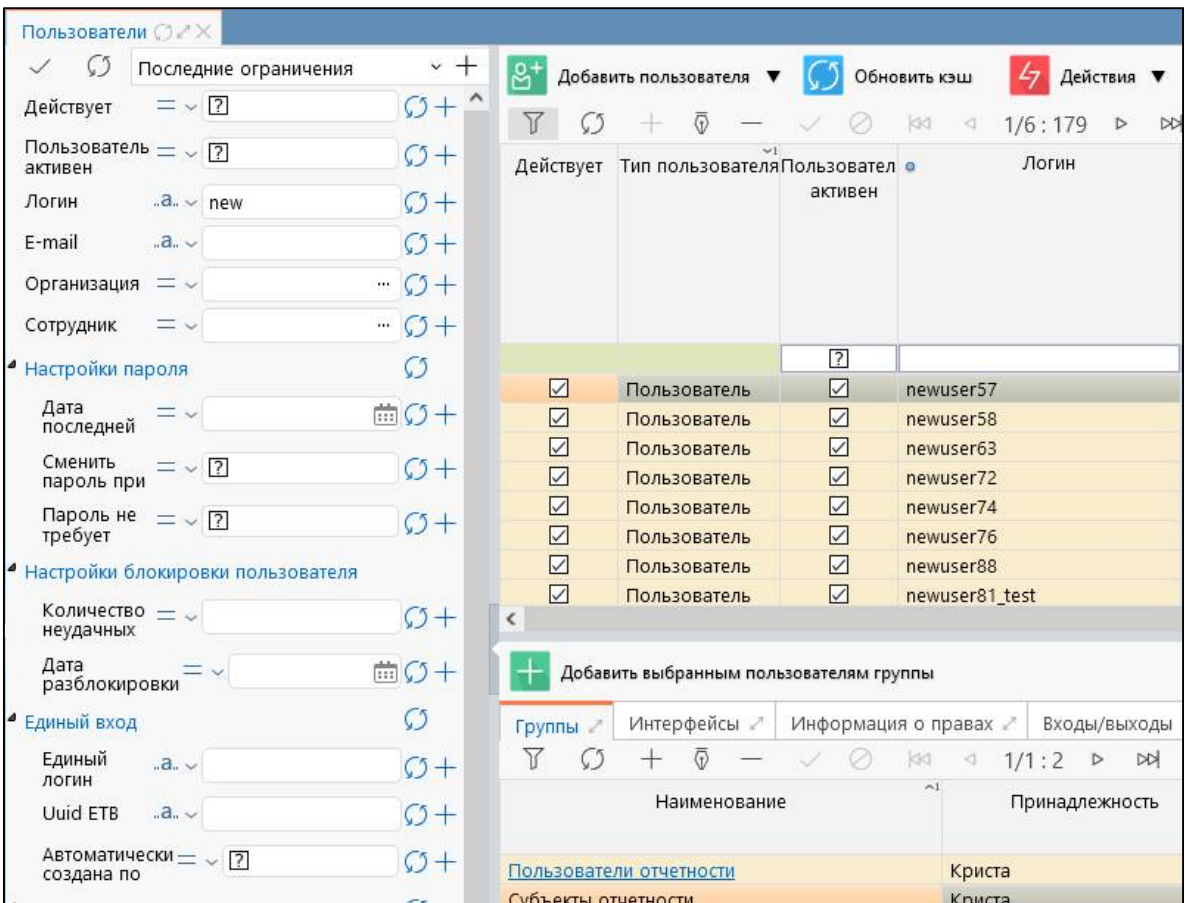 Пользователи
Последние ограничения
Действует
?
Пользователь
активен
?
Логин
..a..
new
E-mail
..a..
Организация
...
Сотрудник
...
Настройки пароля
Дата
последней
Сменить
пароль при
?
Пароль не
требует
?
Настройки блокировки пользователя
Количество
неудачных
Дата
разблокировки
Единый вход
Единый
логин
..a..
Uuid ЕТВ
..a..
Автоматически
создана по
?
Добавить пользователя
Обновить кэш
Действия
1/6 : 179
Действует
Тип пользователя
1
Пользовател
активен
Логин
?
Пользователь newuser57
Пользователь newuser58
Пользователь newuser63
Пользователь newuser72
Пользователь newuser74
Пользователь newuser76
Пользователь newuser88
Пользователь newuser81_test
Добавить выбранным пользователям группы
Группы
Интерфейсы
Информация о правах
Входы/выходы
1/1 : 2
Наименование
1
Принадлежность
Пользователи отчетности Криста
Субъекты отчетности Криста